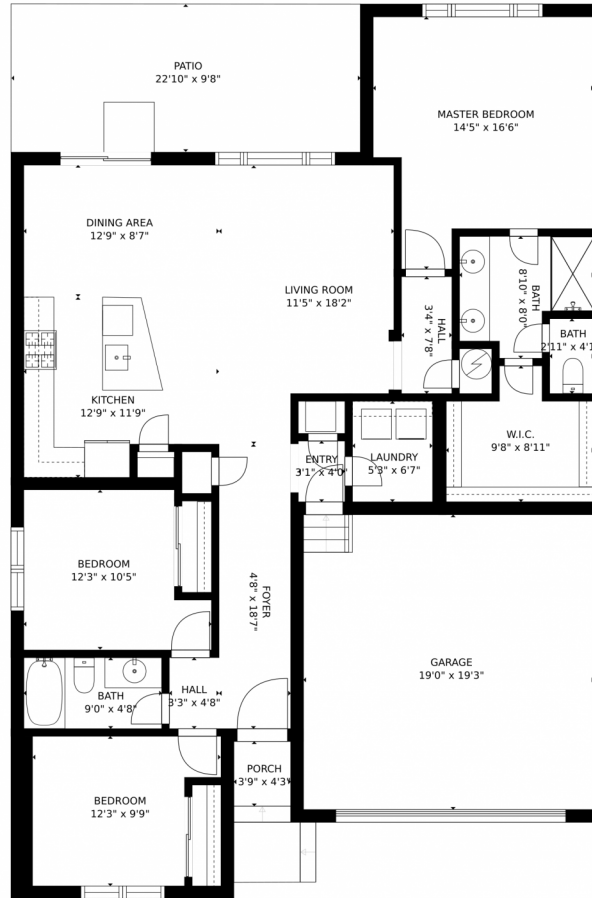 PATIO
22'10" x 9'8"
MASTER BEDROOM
14'5" x 16'6"
DINING AREA
12'9" x 8'7"
LIVING ROOM
11'5" x 18'2"
HALL
3'4" x 7'8"
BATH
8'10" x 8'0"
BATH
2'11" x 4'1
KITCHEN
12'9" x 11'9"
W.I.C.
9'8" x 8'11"
ENTRY
3'1" x 4'0"
LAUNDRY
5'3" x 6'7"
BEDROOM
12'3" x 10'5"
FOYER
4'8" x 18'7"
GARAGE
19'0" x 19'3"
BATH
9'0" x 4'8"
HALL
3'3" x 4'8"
PORCH
3'9" x 4'3"
BEDROOM
12'3" x 9'9"